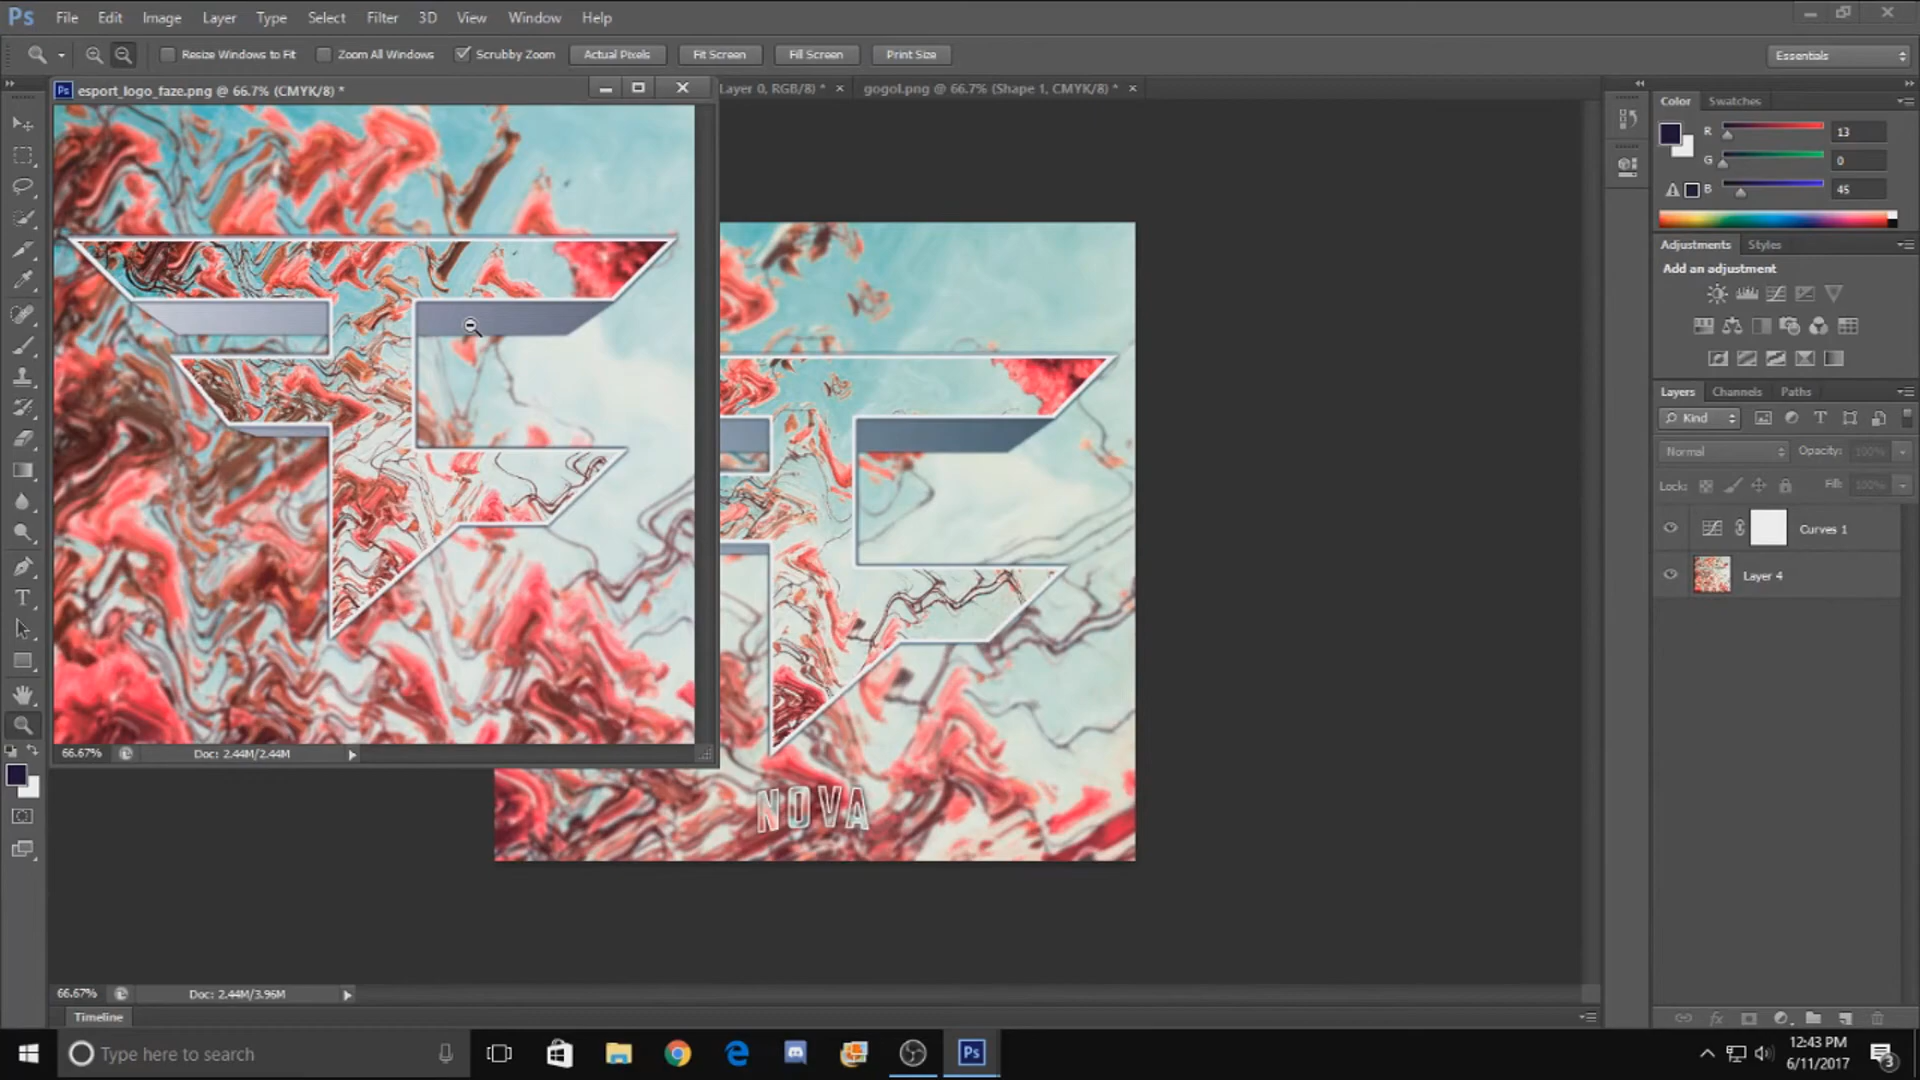 Ps File Edit Image Layer Type Select Filter 3D View Window Help
Resize Windows to Fit Zoom All Windows Scrubby Zoom Actual Pixels Fit Screen Fill Screen Print Size Essentials
Ps esport_logo_faze.png @ 66.7% (CMYK/8) *
Layer 0, RGB/8) * × gogol.png @ 66.7% (Shape 1, CMYK/8) * ×
Color Swatches
R 13
G 0
B 45
Adjustments Styles
Add an adjustment
Layers Channels Paths
Kind
Normal Opacity: 100%
Lock: Fill: 100%
Curves 1
Layer 4
66.67% Doc: 2.44M/2.44M
NOVA
66.67% Doc: 2.44M/3.96M
Timeline
fx
Type here to search
Ps
12:43 PM
6/11/2017
3